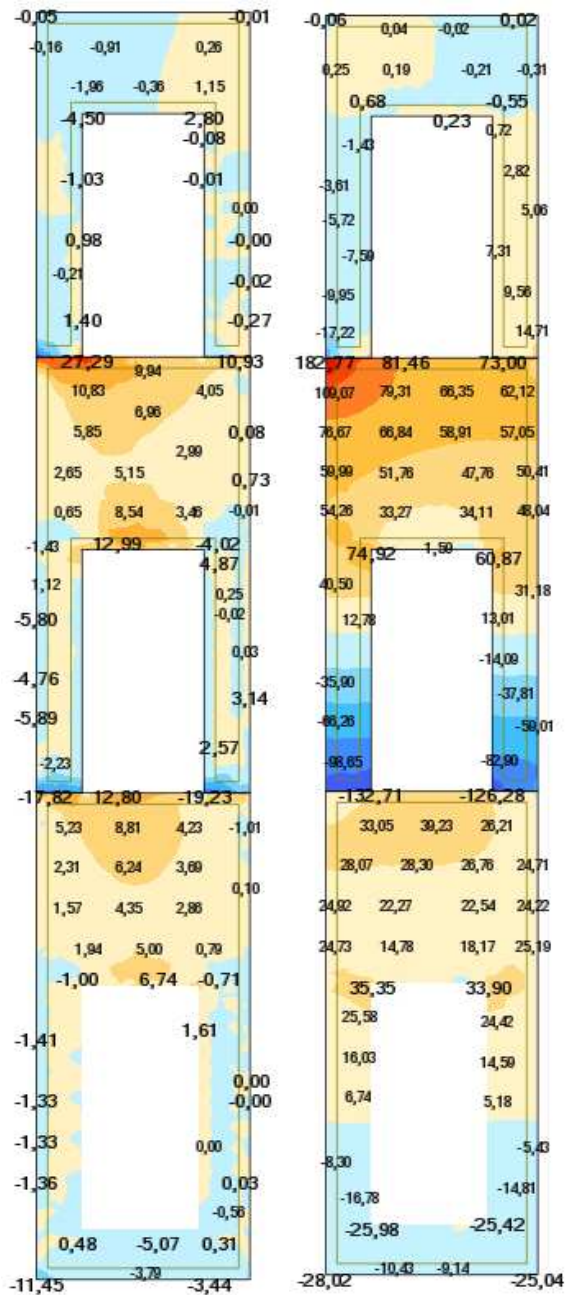 -0,05 -0,01
-0,16 -0,91 0,26
-1,96 -0,36 1,15
-4,50 2,80
-0,08
-1,03 -0,01
0,00
0,98 -0,00
-0,21 -0,02
1,40 -0,27
27,29 10,93
9,94
10,83 4,05
6,96
5,85 0,08
2,99
2,65 5,15 0,73
0,65 8,54 3,46 -0,01
-1,43 12,99 -4,02
4,87
1,12 0,25
-5,80 -0,02
0,03
-4,76 3,14
-5,89
2,57
-2,23
-17,82 12,80 -19,23
5,23 8,81 4,23 -1,01
2,31 6,24 3,69
0,10
1,57 4,35 2,86
1,94 5,00 0,79
-1,00 6,74 -0,71
1,61
-1,41
0,00
-1,33 -0,00
-1,33 0,00
-1,36 0,03
-0,56
0,48 -5,07 0,31
-3,79
-11,45 -3,44
-0,06 0,02
0,04 -0,02
0,25 0,19 -0,21 -0,31
0,68 -0,55
0,23 0,72
-1,43
2,82
-3,61
5,06
-5,72
-7,59 7,31
-9,95 9,56
-17,22 14,71
182,77 81,46 73,00
109,07 79,31 66,35 62,12
76,67 66,84 58,91 57,05
59,99 51,76 47,76 50,41
54,26 33,27 34,11 48,04
74,92 1,59 60,87
40,50 31,18
12,78 13,01
-14,09
-35,90 -37,81
-66,26 -59,01
-98,65 -82,90
-132,71 -126,28
33,05 39,23 26,21
28,07 28,30 26,76 24,71
24,92 22,27 22,54 24,22
24,73 14,78 18,17 25,19
35,35 33,90
25,58 24,42
16,03 14,59
6,74 5,18
-5,43
-8,30
-16,78 -14,81
-25,98 -25,42
-10,43 -9,14
-28,02 -25,04